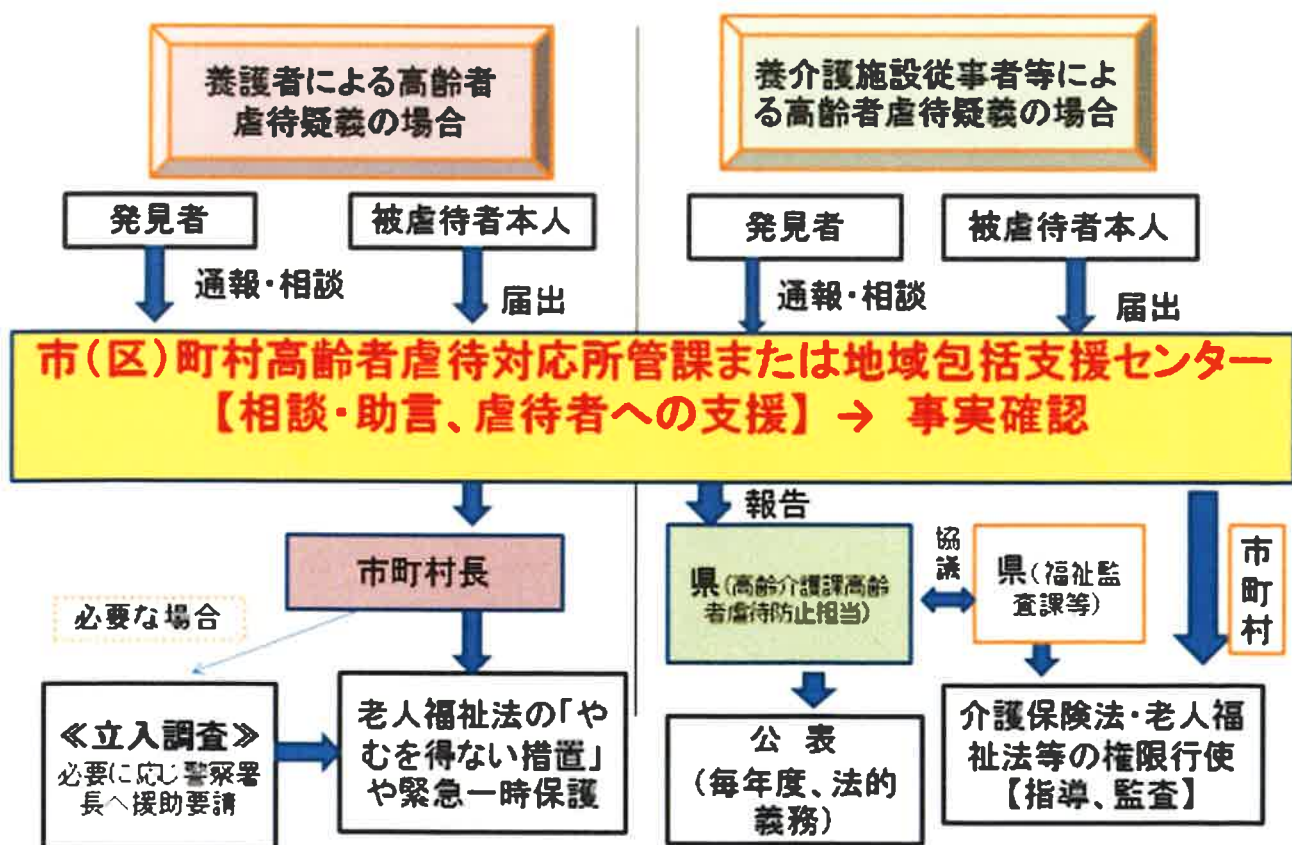 養護者による高齢者
虐待疑義の場合
養介護施設従事者等によ
る高齢者虐待疑義の場合
発見者
被虐待者本人
発見者
被虐待者本人
通報・相談
届出
通報・相談
届出
市(区)町村高齢者虐待対応所管課または地域包括支援センター
【相談・助言、虐待者への支援】 → 事実確認
報告
市町村長
必要な場合
県(高齢介護課高齢
者虐待防止担当)
協議
県(福祉監
査課等)
市町村
≪立入調査≫
必要に応じ警察署
長へ援助要請
老人福祉法の「や
むを得ない措置」
や緊急一時保護
公 表
(毎年度、法的
義務)
介護保険法・老人福
祉法等の権限行使
【指導、監査】